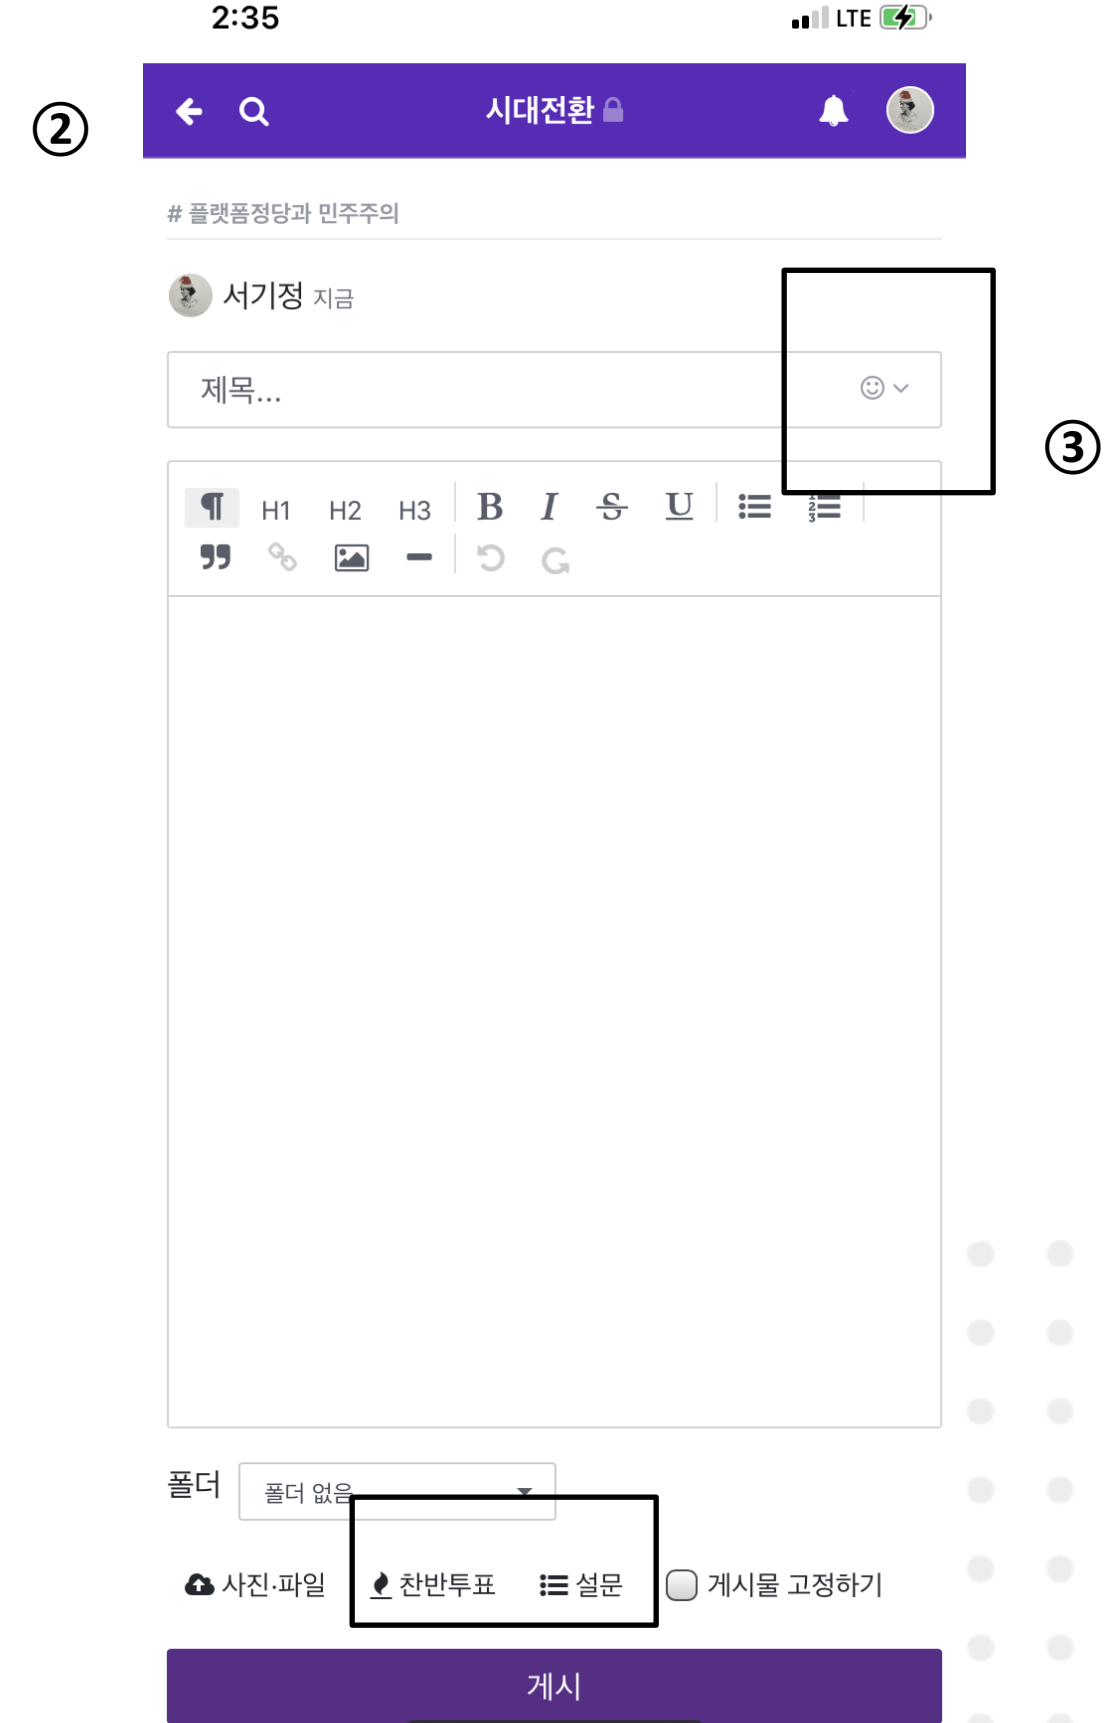 2:35
LTE
②
시대전환
# 플랫폼정당과 민주주의
서기정 지금
제목...
③
¶ H1 H2 H3 B I S U
폴더 폴더 없음
사진·파일 찬반투표 설문 게시물 고정하기
게시